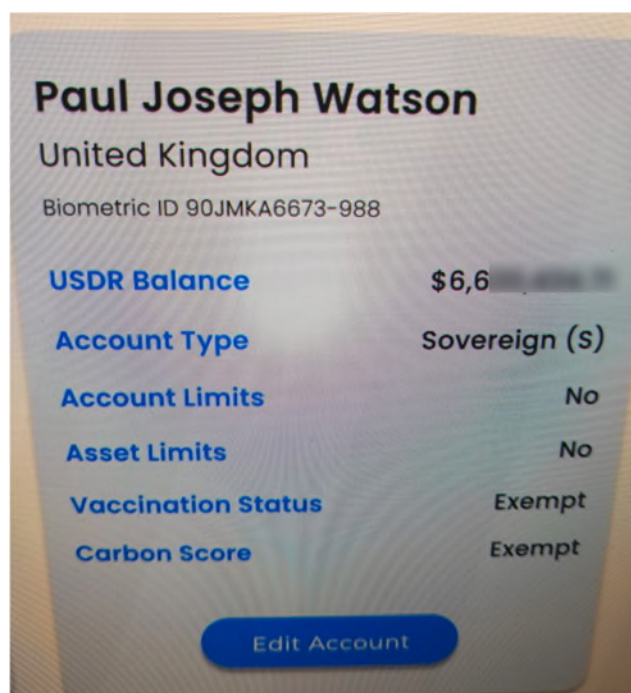 Paul Joseph Watson
United Kingdom
Biometric ID 90JMKA6673-988
USDR Balance $6,6
Account Type Sovereign (S)
Account Limits No
Asset Limits No
Vaccination Status Exempt
Carbon Score Exempt
Edit Account